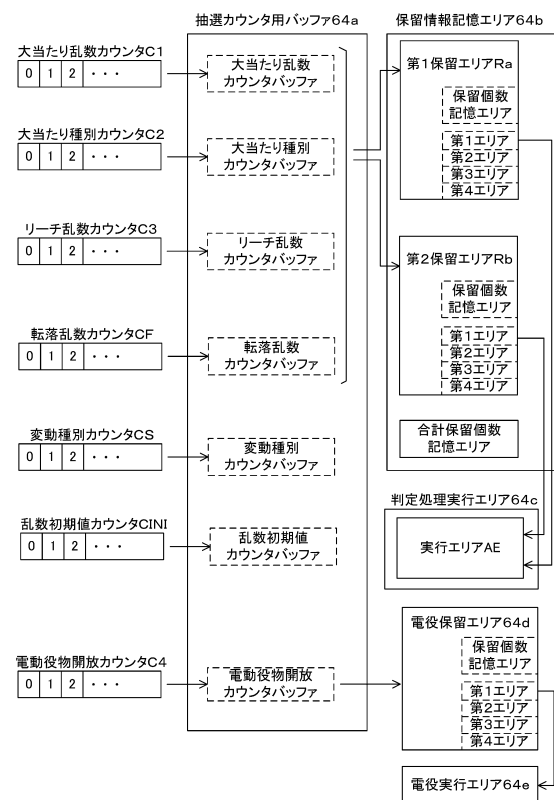 抽選カウンタ用バッファ64a
大当たり乱数カウンタC1
0 1 2 ・・・
大当たり乱数
カウンタバッファ
大当たり種別カウンタC2
0 1 2 ・・・
大当たり種別
カウンタバッファ
リーチ乱数カウンタC3
0 1 2 ・・・
リーチ乱数
カウンタバッファ
転落乱数カウンタCF
0 1 2 ・・・
転落乱数
カウンタバッファ
変動種別カウンタCS
0 1 2 ・・・
変動種別
カウンタバッファ
乱数初期値カウンタCINI
0 1 2 ・・・
乱数初期値
カウンタバッファ
電動役物開放カウンタC4
0 1 2 ・・・
電動役物開放
カウンタバッファ
保留情報記憶エリア64b
第1保留エリアRa
保留個数
記憶エリア
第1エリア
第2エリア
第3エリア
第4エリア
第2保留エリアRb
保留個数
記憶エリア
第1エリア
第2エリア
第3エリア
第4エリア
合計保留個数
記憶エリア
判定処理実行エリア64c
実行エリアAE
電役保留エリア64d
保留個数
記憶エリア
第1エリア
第2エリア
第3エリア
第4エリア
電役実行エリア64e